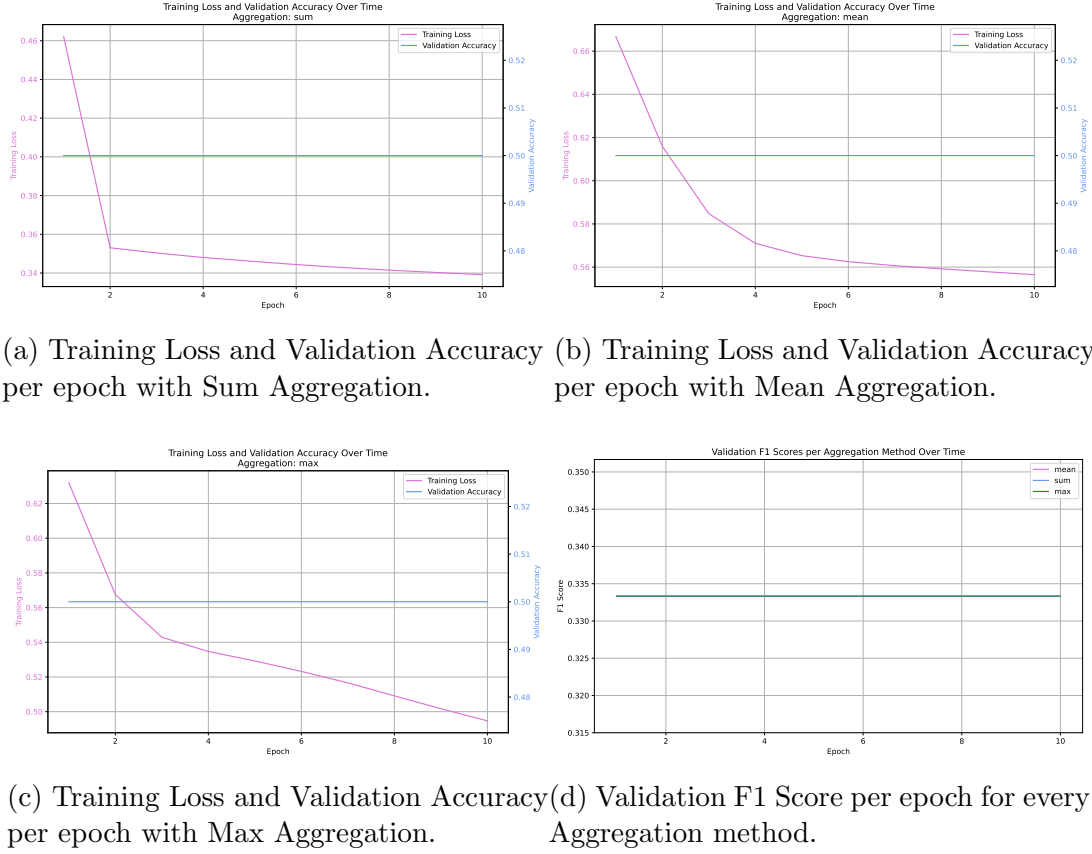 Training Loss and Validation Accuracy Over Time
Aggregation: sum
Training Loss
Validation Accuracy
0.46
0.44
0.42
0.40
0.38
0.36
0.34
Training Loss
0.52
0.51
0.50
0.49
0.48
Validation Accuracy
2 4 6 8 10
Epoch
(a) Training Loss and Validation Accuracy
per epoch with Sum Aggregation.
Training Loss and Validation Accuracy Over Time
Aggregation: mean
Training Loss
Validation Accuracy
0.66
0.64
0.62
0.60
0.58
0.56
Training Loss
0.52
0.51
0.50
0.49
0.48
Validation Accuracy
2 4 6 8 10
Epoch
(b) Training Loss and Validation Accuracy
per epoch with Mean Aggregation.
Training Loss and Validation Accuracy Over Time
Aggregation: max
Training Loss
Validation Accuracy
0.62
0.60
0.58
0.56
0.54
0.52
0.50
Training Loss
0.52
0.51
0.50
0.49
0.48
Validation Accuracy
2 4 6 8 10
Epoch
(c) Training Loss and Validation Accuracy
per epoch with Max Aggregation.
Validation F1 Scores per Aggregation Method Over Time
mean
sum
max
0.350
0.345
0.340
0.335
0.330
0.325
0.320
0.315
F1 Score
2 4 6 8 10
Epoch
(d) Validation F1 Score per epoch for every
Aggregation method.